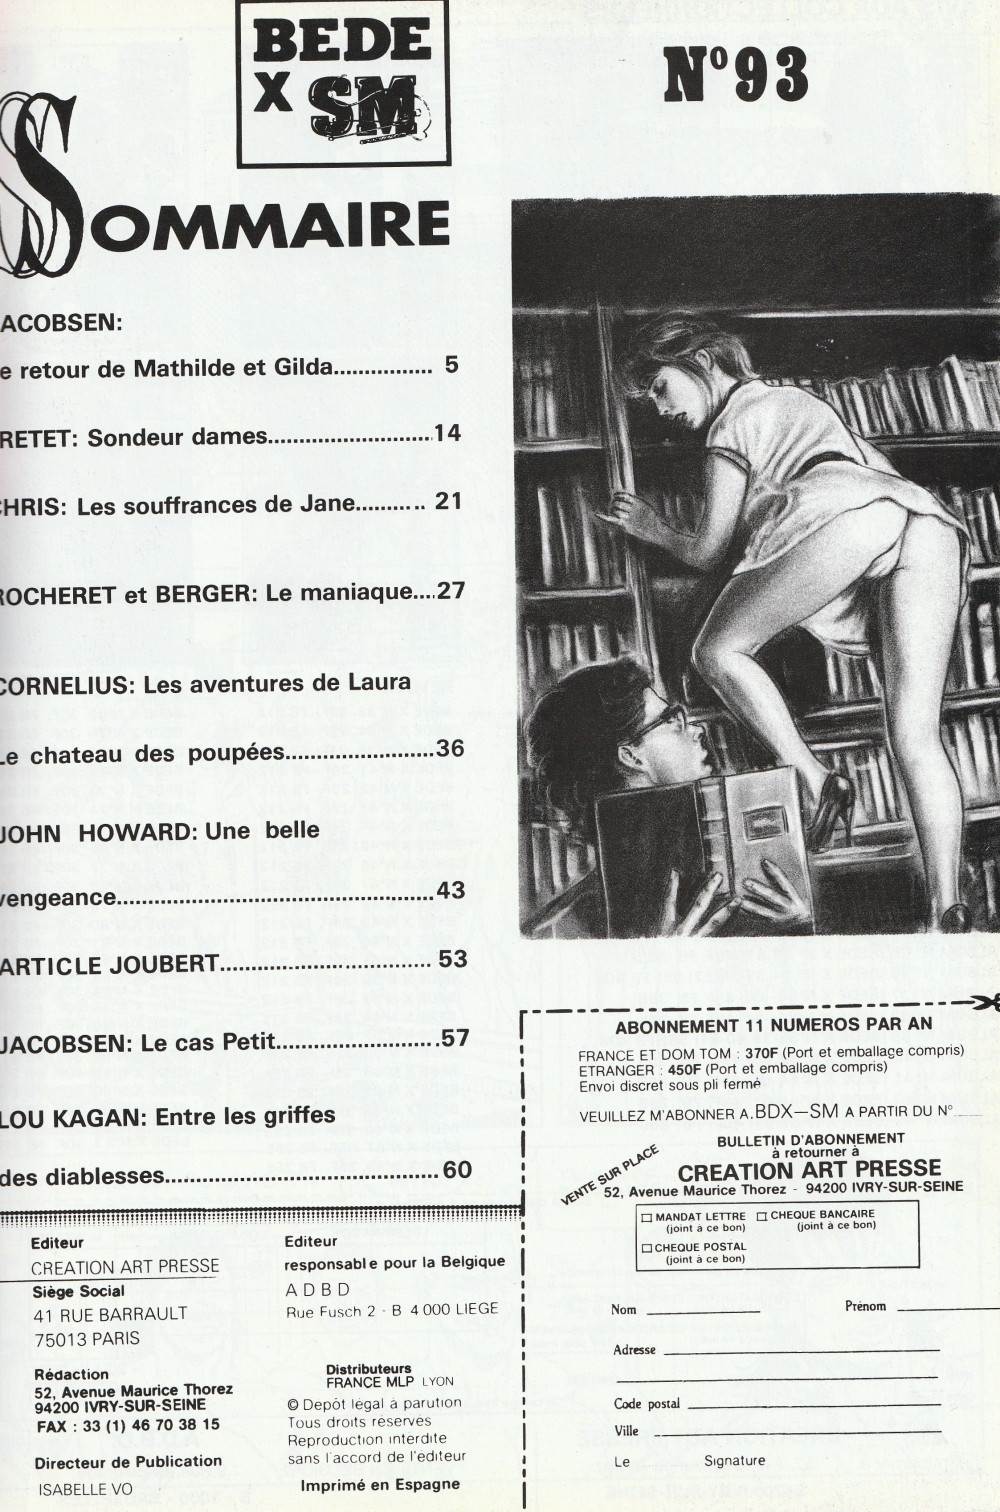 BEDE
X SM
N° 93
SOMMAIRE
ACOBSEN:
e retour de Mathilde et Gilda................ 5
RETET: Sondeur dames..........................14
HRIS: Les souffrances de Jane........... 21
ROCHERET et BERGER: Le maniaque....27
CORNELIUS: Les aventures de Laura
Le chateau des poupées.......................36
JOHN HOWARD: Une belle
vengeance..................................................43
ARTICLE JOUBERT................................. 53
JACOBSEN: Le cas Petit..........................57
LOU KAGAN: Entre les griffes
des diablesses...........................................60
Editeur
CREATION ART PRESSE
Siège Social
41 RUE BARRAULT
75013 PARIS
Rédaction
52, Avenue Maurice Thorez
94200 IVRY-SUR-SEINE
FAX : 33 (1) 46 70 38 15
Directeur de Publication
ISABELLE VO
Editeur
responsable pour la Belgique
A D B D
Rue Fusch 2 - B 4 000 LIEGE
Distributeurs
FRANCE MLP LYON
© Depôt légal à parution
Tous droits réservés
Reproduction interdite
sans l'accord de l'éditeur
Imprimé en Espagne
ABONNEMENT 11 NUMEROS PAR AN
FRANCE ET DOM TOM : 370F (Port et emballage compris)
ETRANGER : 450F (Port et emballage compris)
Envoi discret sous pli fermé
VEUILLEZ M'ABONNER A.BDX—SM A PARTIR DU N°
BULLETIN D'ABONNEMENT
à retourner à
VENTE SUR PLACE
CREATION ART PRESSE
52, Avenue Maurice Thorez - 94200 IVRY-SUR-SEINE
MANDAT LETTRE
(joint à ce bon)
CHEQUE BANCAIRE
(joint à ce bon)
CHEQUE POSTAL
(joint à ce bon)
Nom
Prénom
Adresse
Code postal
Ville
Le Signature